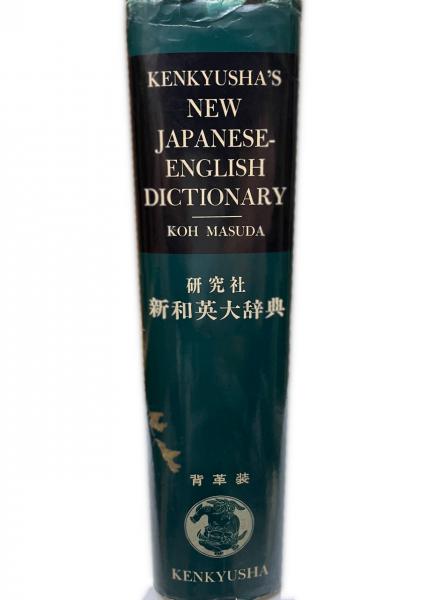 KENKYUSHA'S
NEW
JAPANESE-
ENGLISH
DICTIONARY
KOH MASUDA
研究社
新和英大辞典
背革装
KENKYUSHA